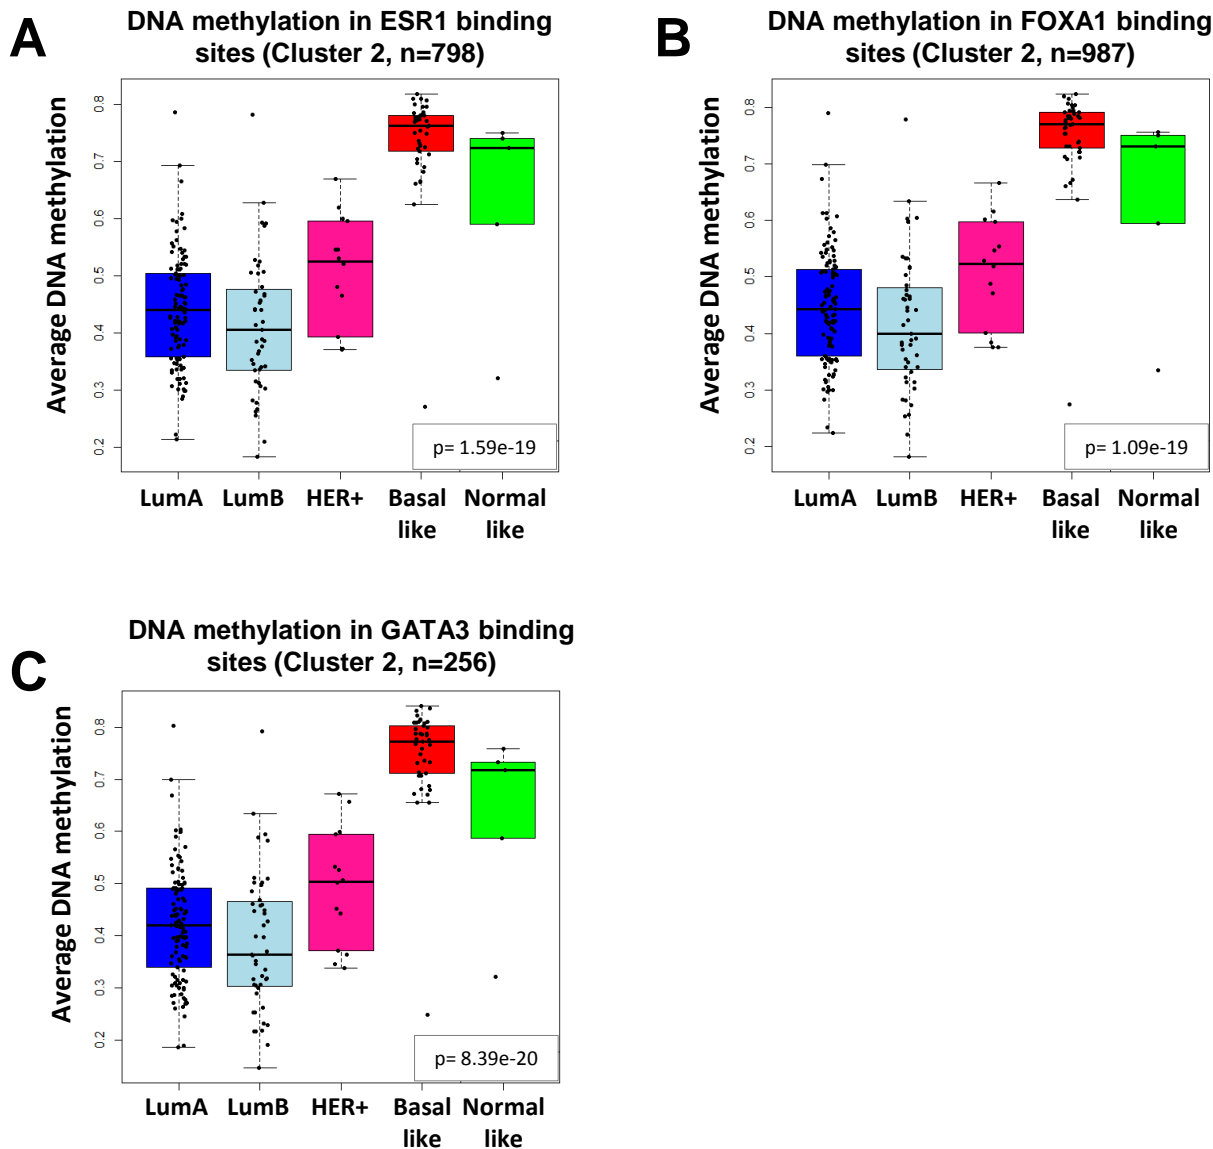 A
DNA methylation in ESR1 binding
sites (Cluster 2, n=798)
Average DNA methylation
0.8
0.7
0.6
0.5
0.4
0.3
0.2
p= 1.59e-19
LumA LumB HER+ Basal like Normal like
B
DNA methylation in FOXA1 binding
sites (Cluster 2, n=987)
Average DNA methylation
0.8
0.7
0.6
0.5
0.4
0.3
0.2
p= 1.09e-19
LumA LumB HER+ Basal like Normal like
C
DNA methylation in GATA3 binding
sites (Cluster 2, n=256)
Average DNA methylation
0.8
0.7
0.6
0.5
0.4
0.3
0.2
p= 8.39e-20
LumA LumB HER+ Basal like Normal like